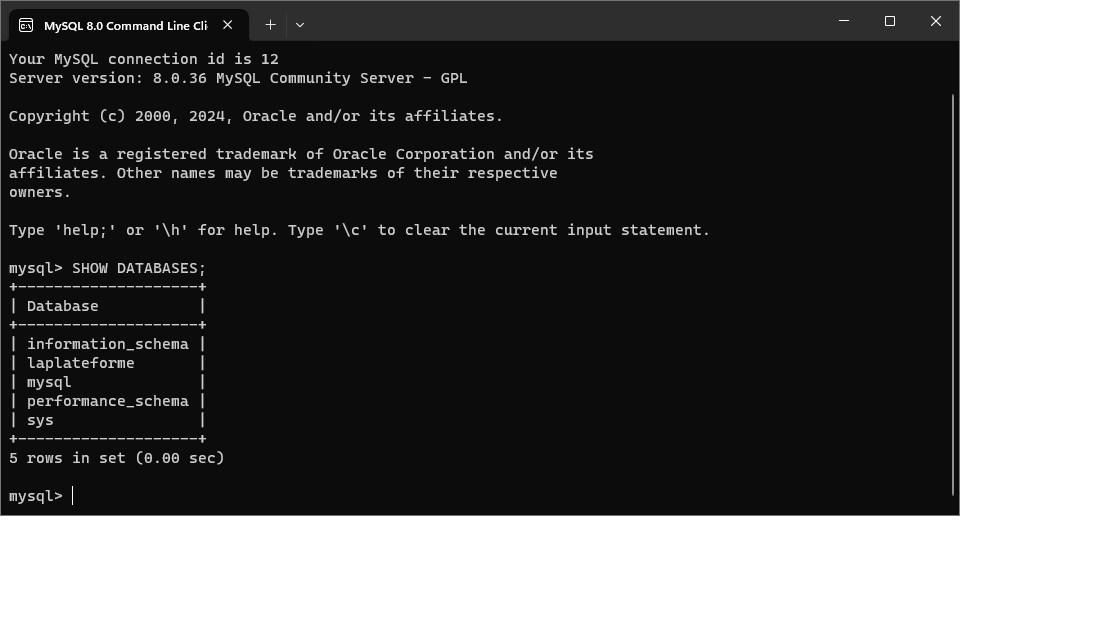 MySQL 8.0 Command Line Cli
Your MySQL connection id is 12
Server version: 8.0.36 MySQL Community Server - GPL
Copyright (c) 2000, 2024, Oracle and/or its affiliates.
Oracle is a registered trademark of Oracle Corporation and/or its
affiliates. Other names may be trademarks of their respective
owners.
Type 'help;' or '\h' for help. Type '\c' to clear the current input statement.
mysql> SHOW DATABASES;
+--------------------+
| Database           |
+--------------------+
| information_schema |
| laplateforme       |
| mysql              |
| performance_schema |
| sys                |
+--------------------+
5 rows in set (0.00 sec)
mysql>